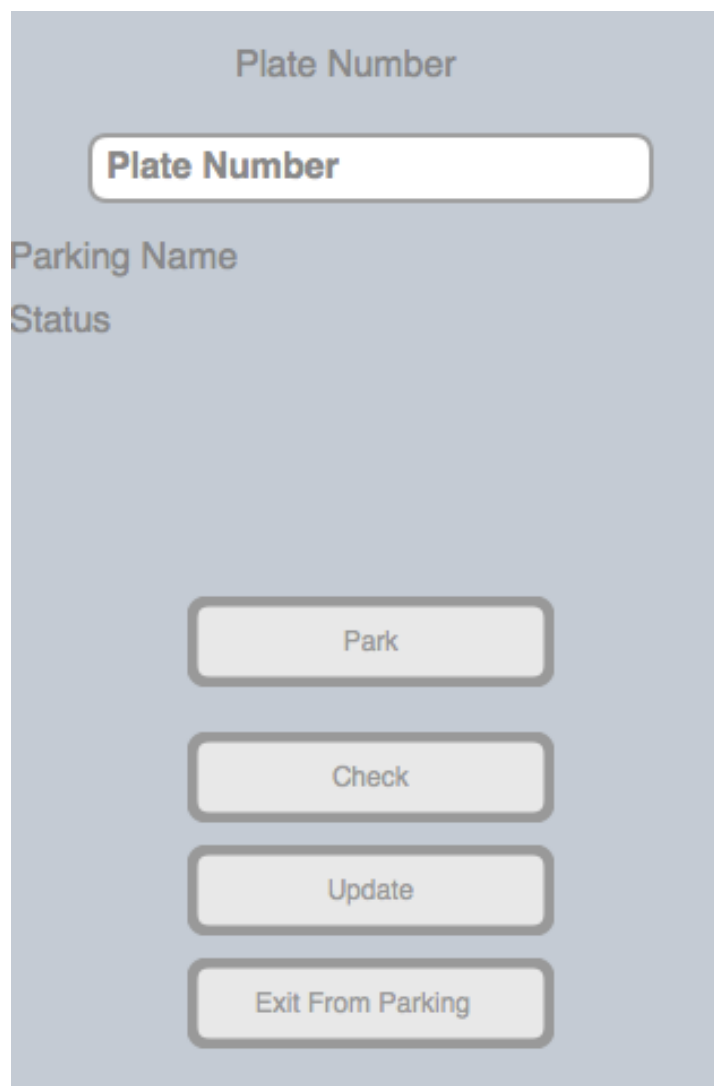 Plate Number
Plate Number
Parking Name
Status
Park
Check
Update
Exit From Parking